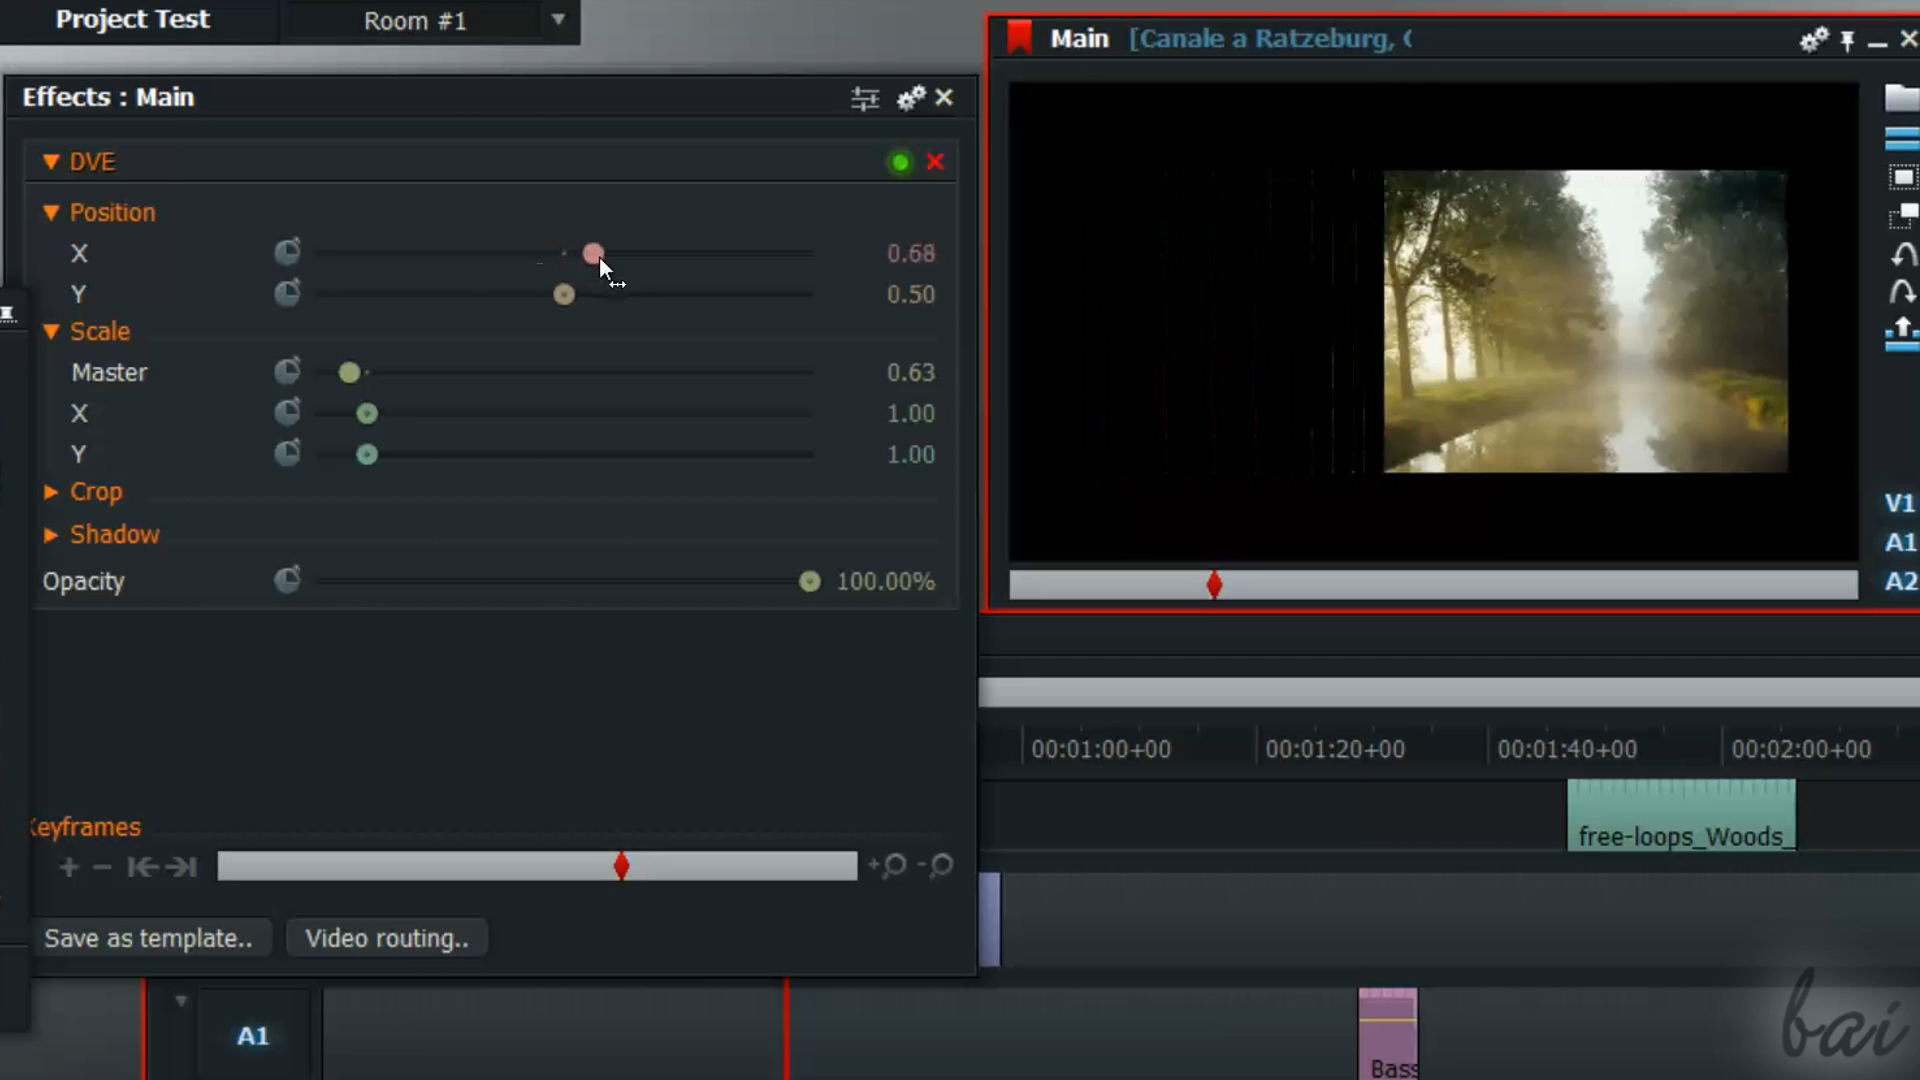 Project Test
Room #1
Main [Canale a Ratzeburg, (
Effects : Main
DVE
Position
X 0.68
Y 0.50
Scale
Master 0.63
X 1.00
Y 1.00
Crop
Shadow
Opacity 100.00%
V1
A1
A2
00:01:00+00 00:01:20+00 00:01:40+00 00:02:00+00
free-loops_Woods_
Keyframes
Save as template.. Video routing..
A1
Bass
bai